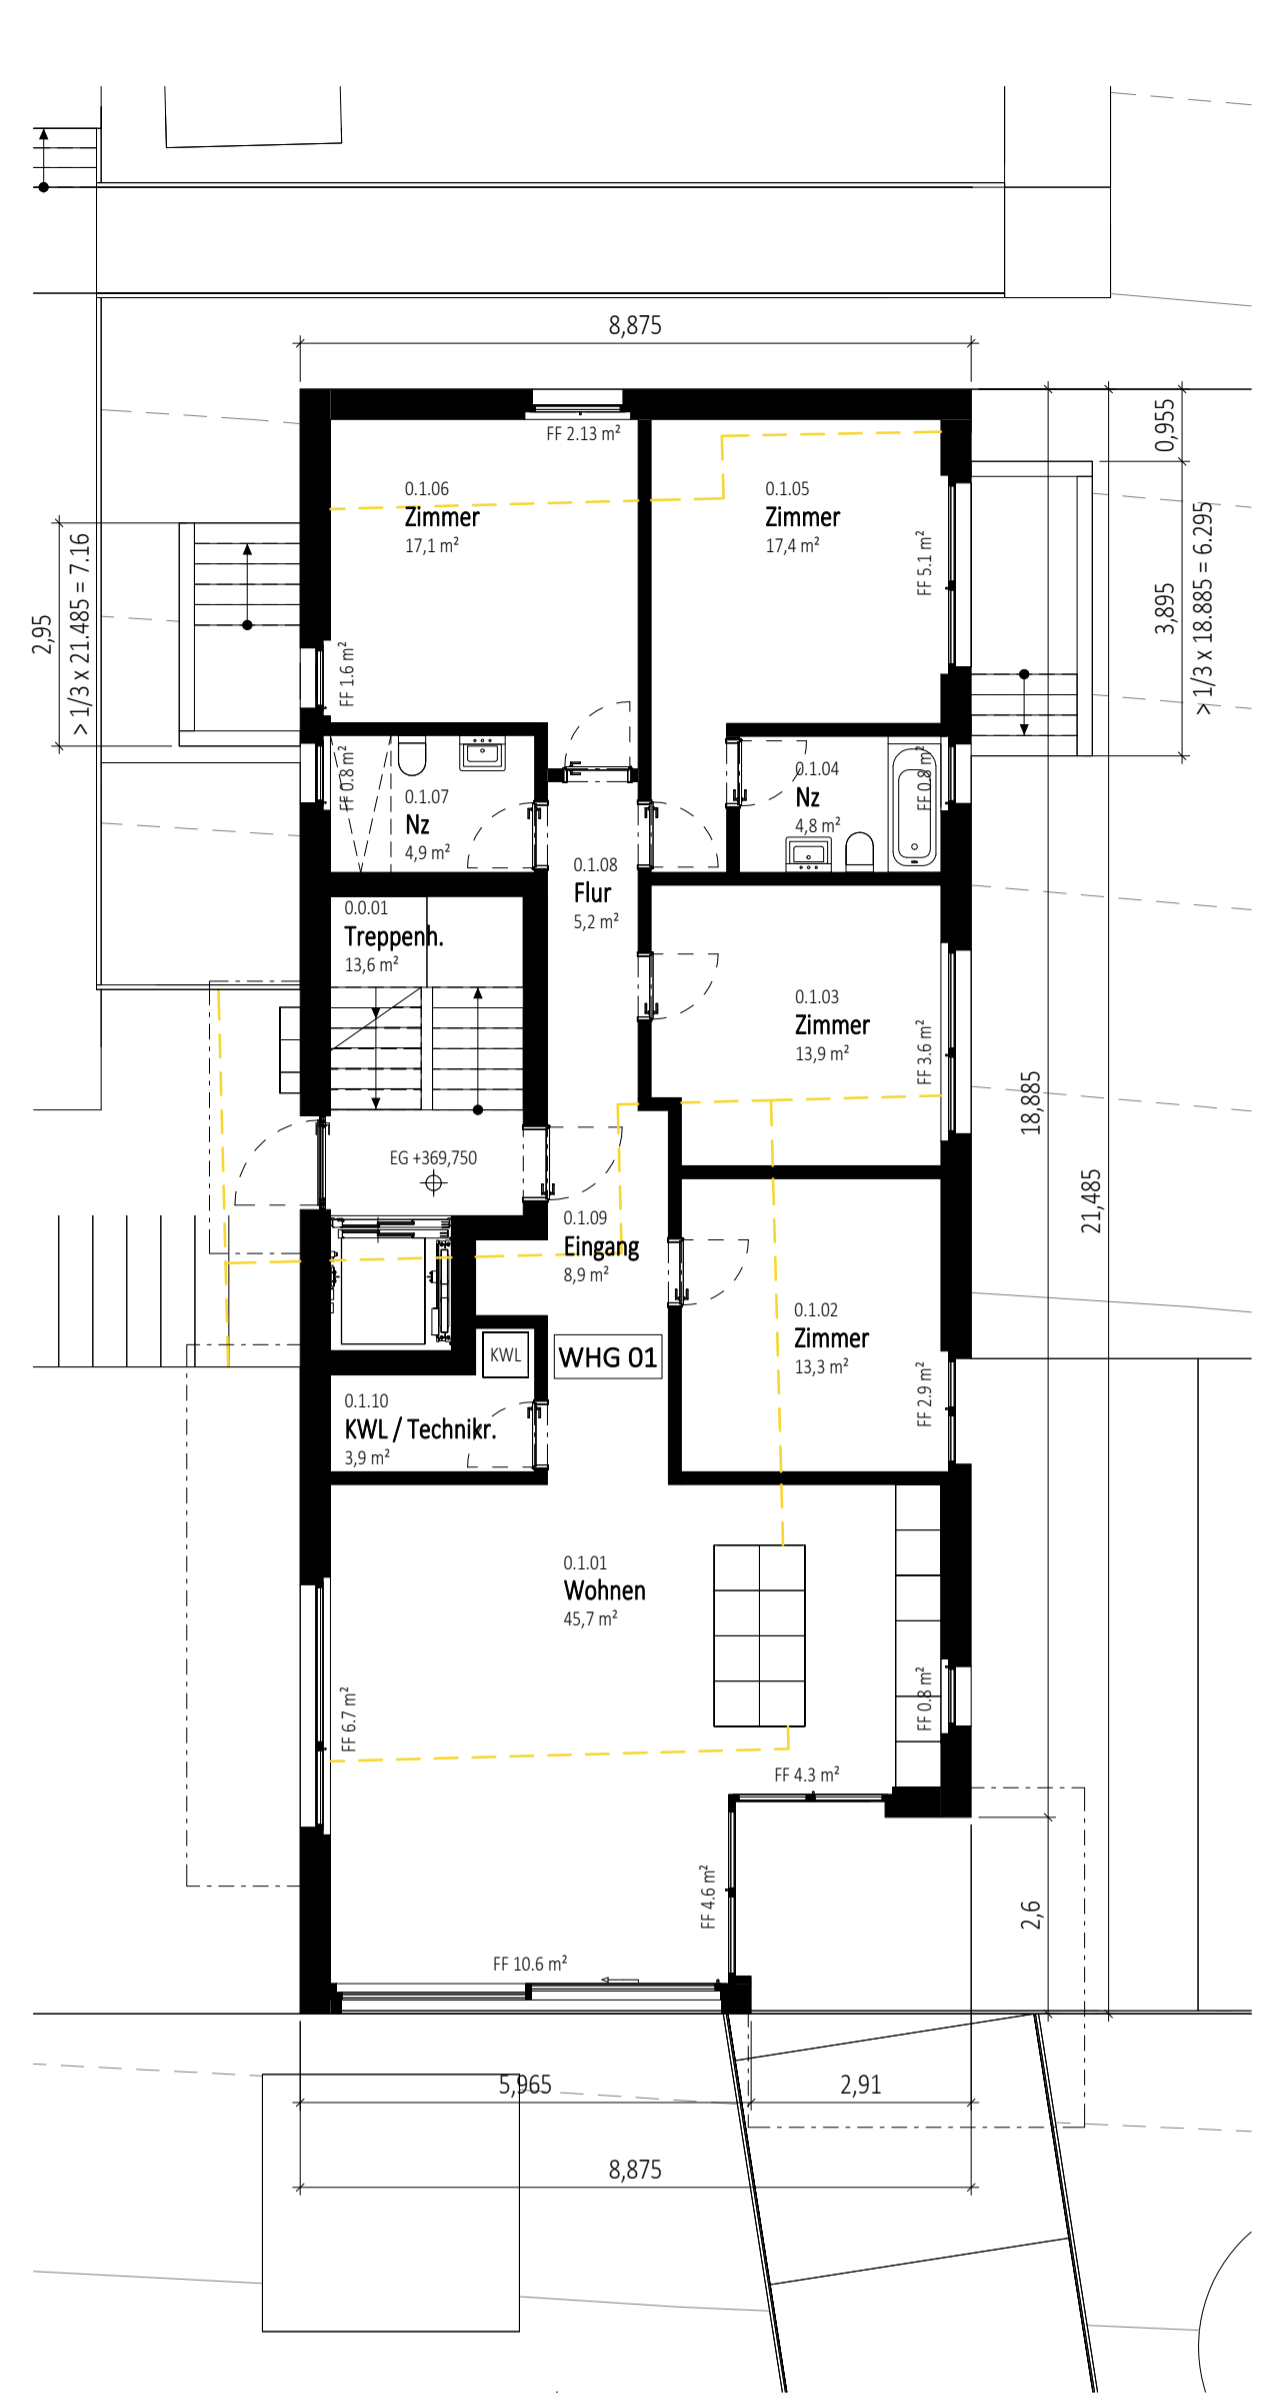 8,875
0,955
FF 2.13 m²
0.1.06
Zimmer
17,1 m²
0.1.05
Zimmer
17,4 m²
FF 5.1 m²
3,895
> 1/3 x 18.885 = 6.295
2,95
> 1/3 x 21.485 = 7.16
FF 1.6 m²
FF 0.8 m²
0.1.07
Nz
4,9 m²
0.1.04
Nz
4,8 m²
FF 0.8 m²
0.1.08
Flur
5,2 m²
0.0.01
Treppenh.
13,6 m²
0.1.03
Zimmer
13,9 m²
FF 3.6 m²
18,885
21,485
EG +369,750
0.1.09
Eingang
8,9 m²
0.1.02
Zimmer
13,3 m²
FF 2.9 m²
KWL
WHG 01
0.1.10
KWL / Technikr.
3,9 m²
0.1.01
Wohnen
45,7 m²
FF 6.7 m²
FF 0.8 m²
FF 4.3 m²
FF 4.6 m²
2,6
FF 10.6 m²
5,965
2,91
8,875